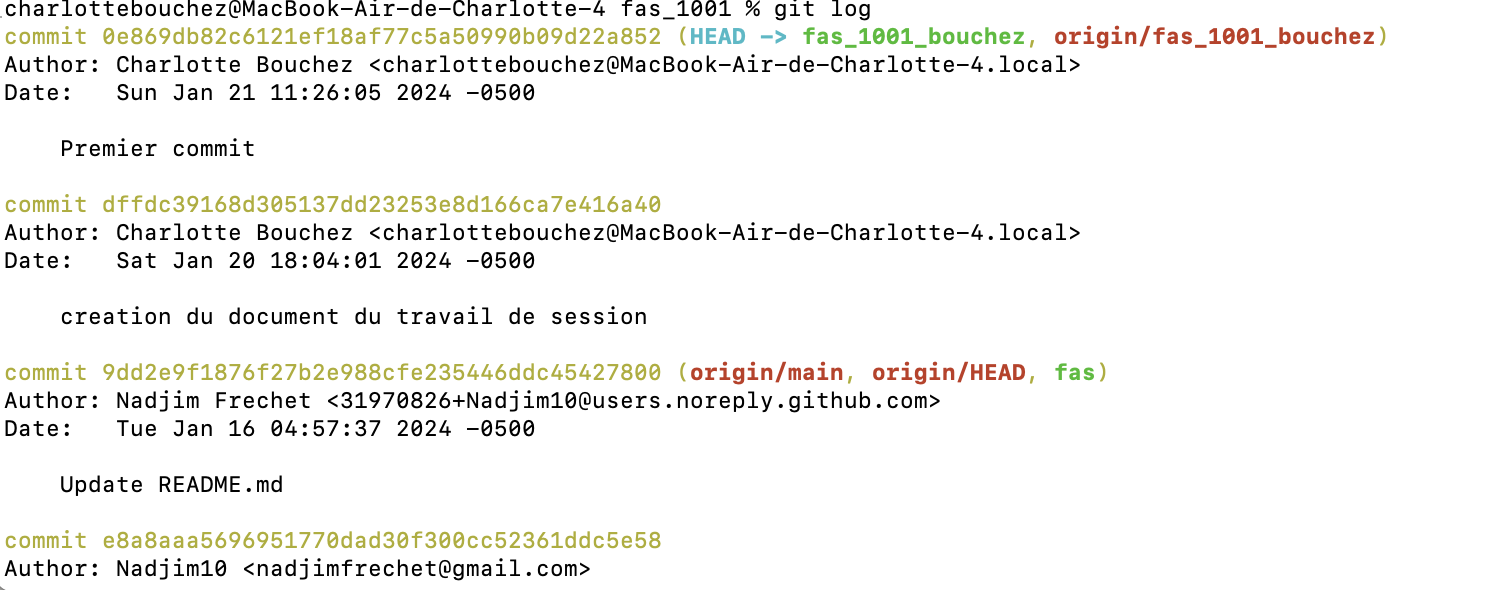 charlottebouchez@MacBook-Air-de-Charlotte-4 fas_1001 % git log
commit 0e869db82c6121ef18af77c5a50990b09d22a852 (HEAD -> fas_1001_bouchez, origin/fas_1001_bouchez)
Author: Charlotte Bouchez <charlottebouchez@MacBook-Air-de-Charlotte-4.local>
Date:   Sun Jan 21 11:26:05 2024 -0500
    Premier commit
commit dffdc39168d305137dd23253e8d166ca7e416a40
Author: Charlotte Bouchez <charlottebouchez@MacBook-Air-de-Charlotte-4.local>
Date:   Sat Jan 20 18:04:01 2024 -0500
    creation du document du travail de session
commit 9dd2e9f1876f27b2e988cfe235446ddc45427800 (origin/main, origin/HEAD, fas)
Author: Nadjim Frechet <31970826+Nadjim10@users.noreply.github.com>
Date:   Tue Jan 16 04:57:37 2024 -0500
    Update README.md
commit e8a8aaa5696951770dad30f300cc52361ddc5e58
Author: Nadjim10 <nadjimfrechet@gmail.com>